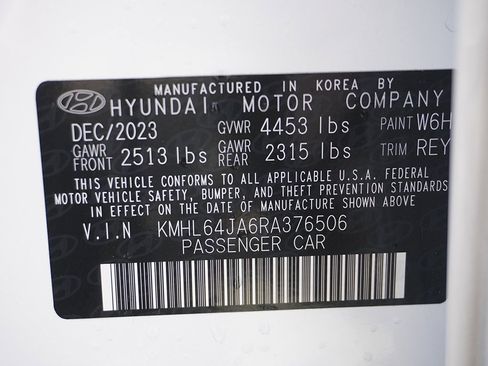 MANUFACTURED IN KOREA BY
HYUNDAI MOTOR COMPANY
DEC/2023 GVWR 4453 lbs PAINT W6H
GAWR FRONT 2513 lbs GAWR REAR 2315 lbs TRIM REY
THIS VEHICLE CONFORMS TO ALL APPLICABLE U.S.A. FEDERAL
MOTOR VEHICLE SAFETY, BUMPER, AND THEFT PREVENTION STANDARDS
IN EFFECT ON THE DATE OF MANUFACTURE SHOWN ABOVE
V.I.N KMHL64JA6RA376506
PASSENGER CAR